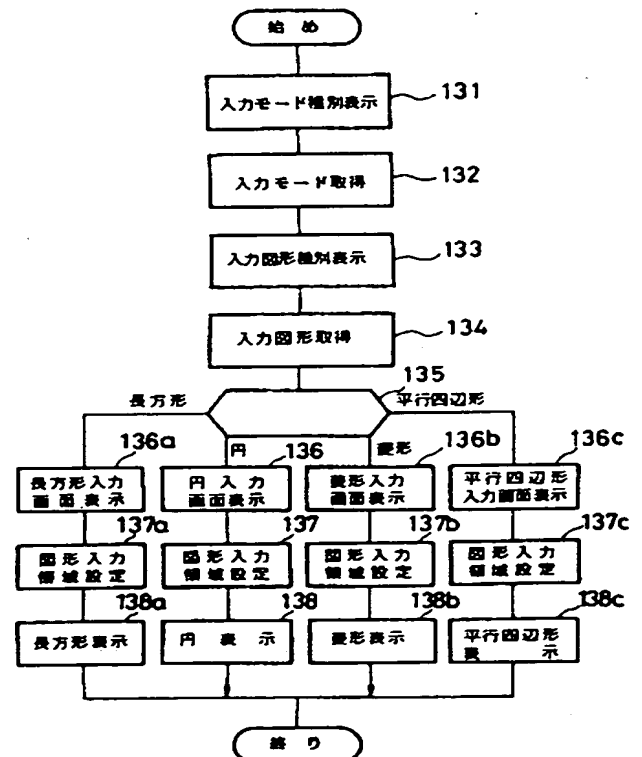 始め
入力モード種別表示
131
入力モード取得
132
入力図形種別表示
133
入力図形取得
134
135
長方形
平行四辺形
円
菱形
136a
136
136b
136c
長方形入力
画面表示
円入力
画面表示
菱形入力
画面表示
平行四辺形
入力画面表示
137a
137
137b
137c
図形入力
領域設定
図形入力
領域設定
図形入力
領域設定
図形入力
領域設定
138a
138
138b
138c
長方形表示
円表示
菱形表示
平行四辺形
表示
終り